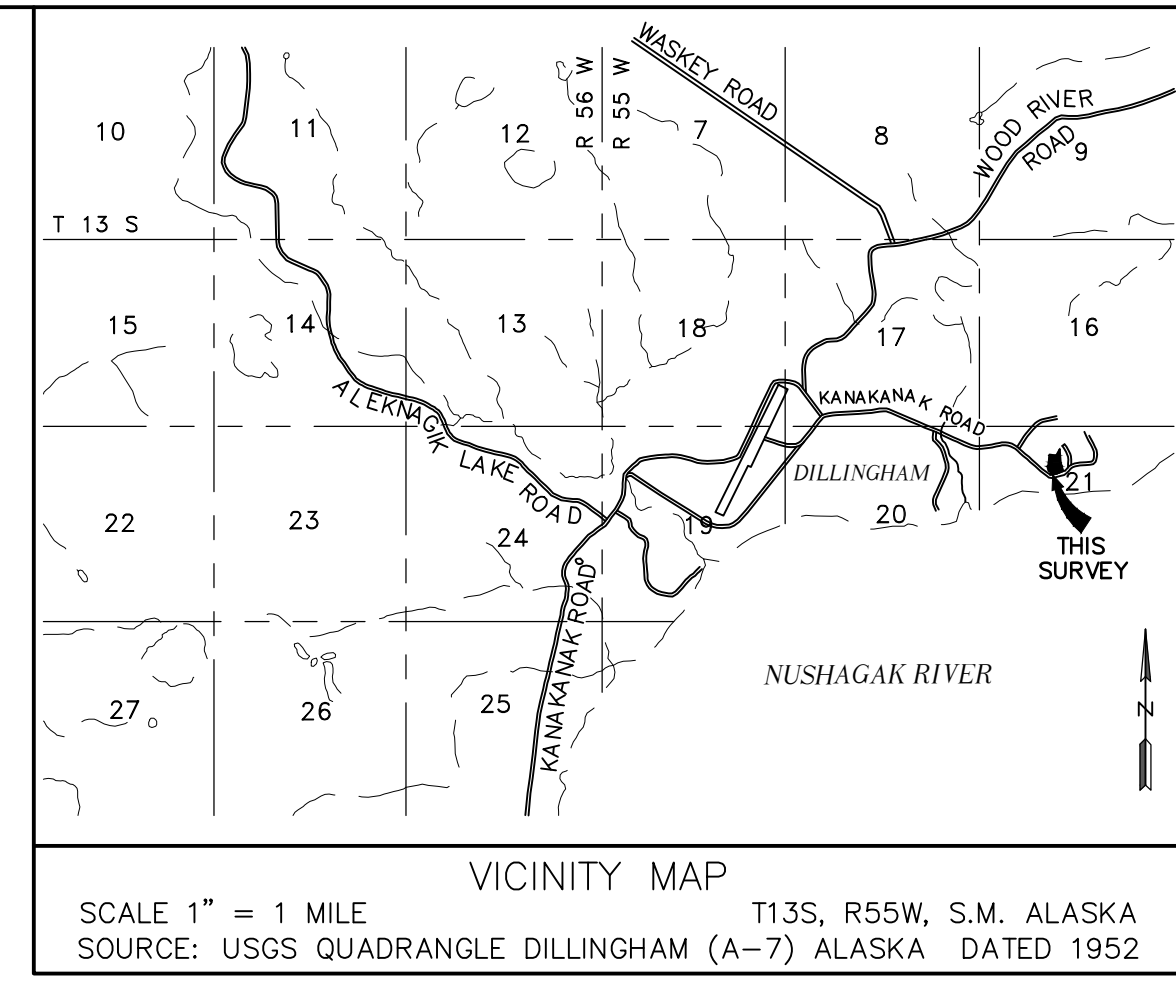 WASKEY ROAD
R 56 W
R 55 W
10
11
12
7
8
WOOD RIVER
ROAD
9
T 13 S
15
14
13
18
17
16
ALEKNAGIK LAKE ROAD
KANAKANAK ROAD
DILLINGHAM
22
23
24
19
20
21
THIS
SURVEY
KANAKANAK ROAD
NUSHAGAK RIVER
27
26
25
N
VICINITY MAP
SCALE 1" = 1 MILE
T13S, R55W, S.M. ALASKA
SOURCE: USGS QUADRANGLE DILLINGHAM (A-7) ALASKA DATED 1952